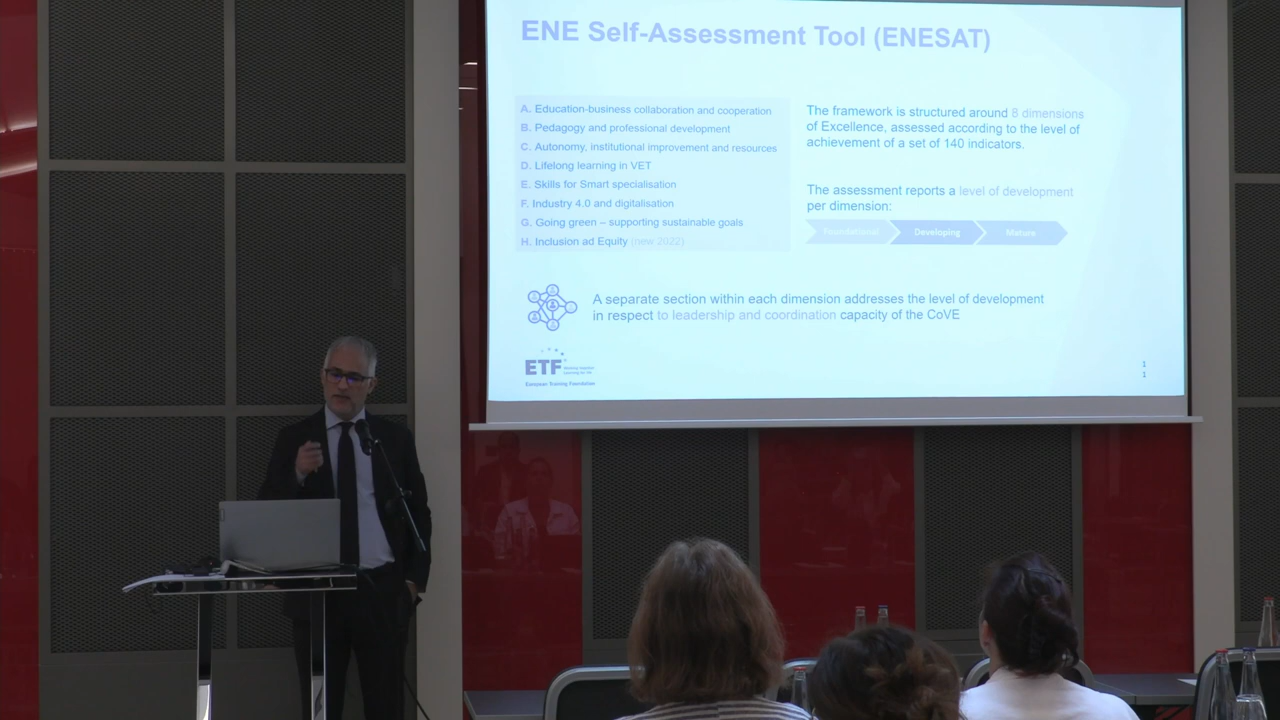 ENE Self-Assessment Tool (ENESAT)
A. Education-business collaboration and cooperation
B. Pedagogy and professional development
C. Autonomy, institutional improvement and resources
D. Lifelong learning in VET
E. Skills for Smart specialisation
F. Industry 4.0 and digitalisation
G. Going green – supporting sustainable goals
H. Inclusion ad Equity (new 2022)
The framework is structured around 8 dimensions
of Excellence, assessed according to the level of
achievement of a set of 140 indicators.
The assessment reports a level of development
per dimension:
Foundational Developing Mature
A separate section within each dimension addresses the level of development
in respect to leadership and coordination capacity of the CoVE
ETF
European Training Foundation
1
1